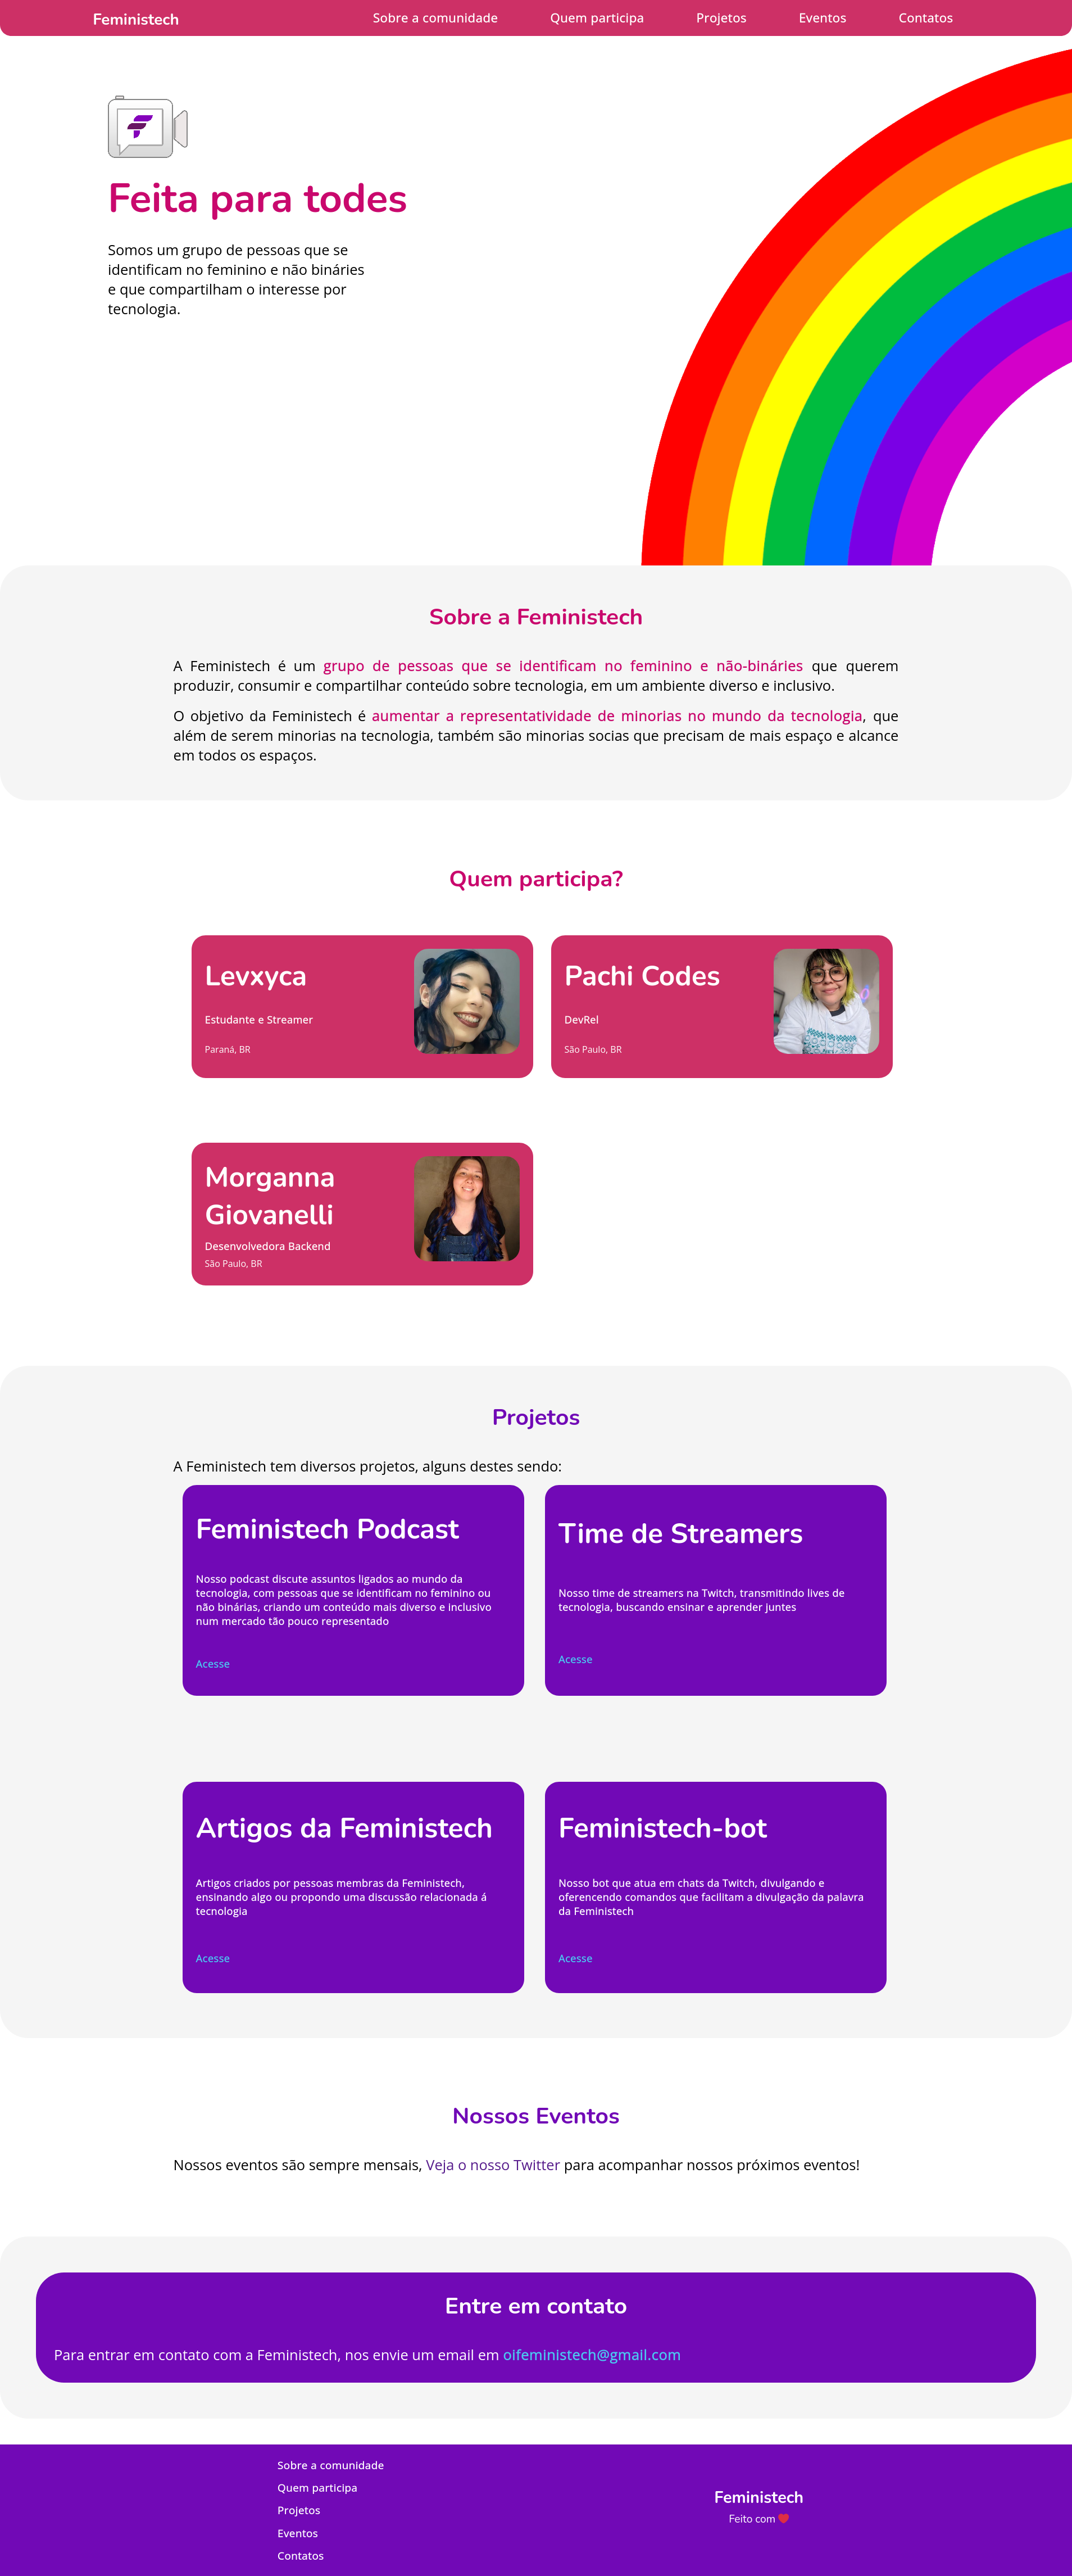 Feministech
Sobre a comunidade
Quem participa
Projetos
Eventos
Contatos
Feita para todes
Somos um grupo de pessoas que se
identificam no feminino e não bináries
e que compartilham o interesse por
tecnologia.
Sobre a Feministech
A Feministech é um grupo de pessoas que se identificam no feminino e não-bináries que querem
produzir, consumir e compartilhar conteúdo sobre tecnologia, em um ambiente diverso e inclusivo.
O objetivo da Feministech é aumentar a representatividade de minorias no mundo da tecnologia, que
além de serem minorias na tecnologia, também são minorias socias que precisam de mais espaço e alcance
em todos os espaços.
Quem participa?
Levxyca
Estudante e Streamer
Paraná, BR
Pachi Codes
DevRel
São Paulo, BR
Morganna
Giovanelli
Desenvolvedora Backend
São Paulo, BR
Projetos
A Feministech tem diversos projetos, alguns destes sendo:
Feministech Podcast
Nosso podcast discute assuntos ligados ao mundo da
tecnologia, com pessoas que se identificam no feminino ou
não binárias, criando um conteúdo mais diverso e inclusivo
num mercado tão pouco representado
Acesse
Time de Streamers
Nosso time de streamers na Twitch, transmitindo lives de
tecnologia, buscando ensinar e aprender juntes
Acesse
Artigos da Feministech
Artigos criados por pessoas membras da Feministech,
ensinando algo ou propondo uma discussão relacionada á
tecnologia
Acesse
Feministech-bot
Nosso bot que atua em chats da Twitch, divulgando e
oferencendo comandos que facilitam a divulgação da palavra
da Feministech
Acesse
Nossos Eventos
Nossos eventos são sempre mensais, Veja o nosso Twitter para acompanhar nossos próximos eventos!
Entre em contato
Para entrar em contato com a Feministech, nos envie um email em oifeministech@gmail.com
Sobre a comunidade
Quem participa
Projetos
Eventos
Contatos
Feministech
Feito com ❤️